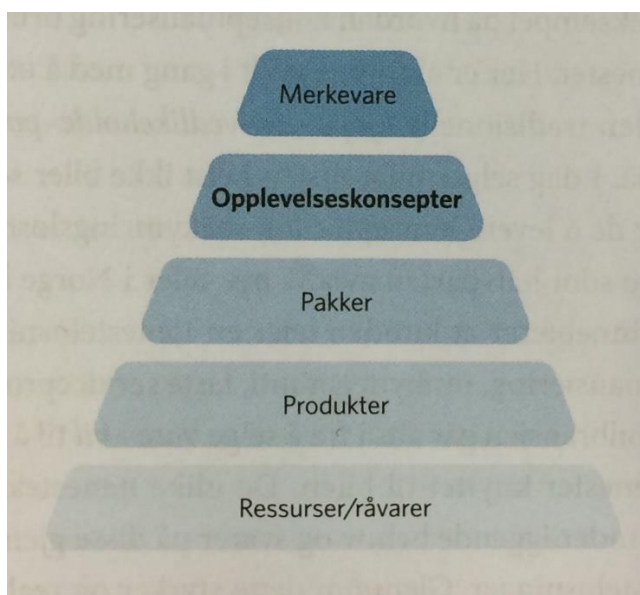 Merkevare
Opplevelseskonsepter
Pakker
Produkter
Ressurser/råvarer